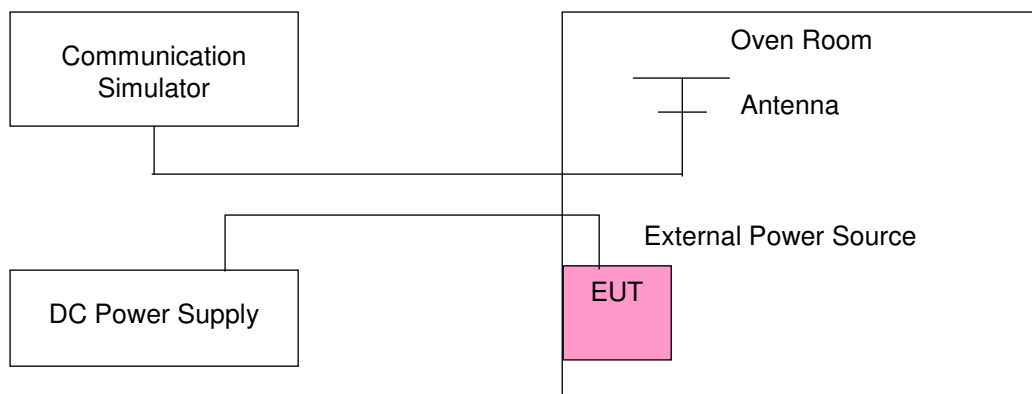 Communication
Simulator
Oven Room
Antenna
External Power Source
EUT
DC Power Supply